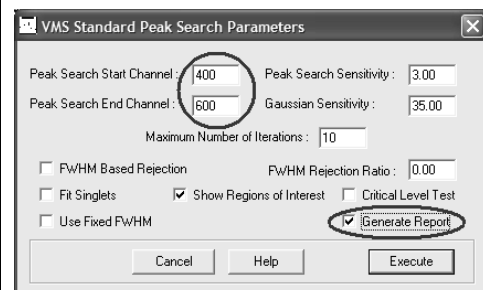 VMS Standard Peak Search Parameters
Peak Search Start Channel : 400 Peak Search Sensitivity : 3.00
Peak Search End Channel : 600 Gaussian Sensitivity : 35.00
Maximum Number of Iterations : 10
FWHM Based Rejection FWHM Rejection Ratio : 0.00
Fit Singlets Show Regions of Interest Critical Level Test
Use Fixed FWHM Generate Report
Cancel Help Execute